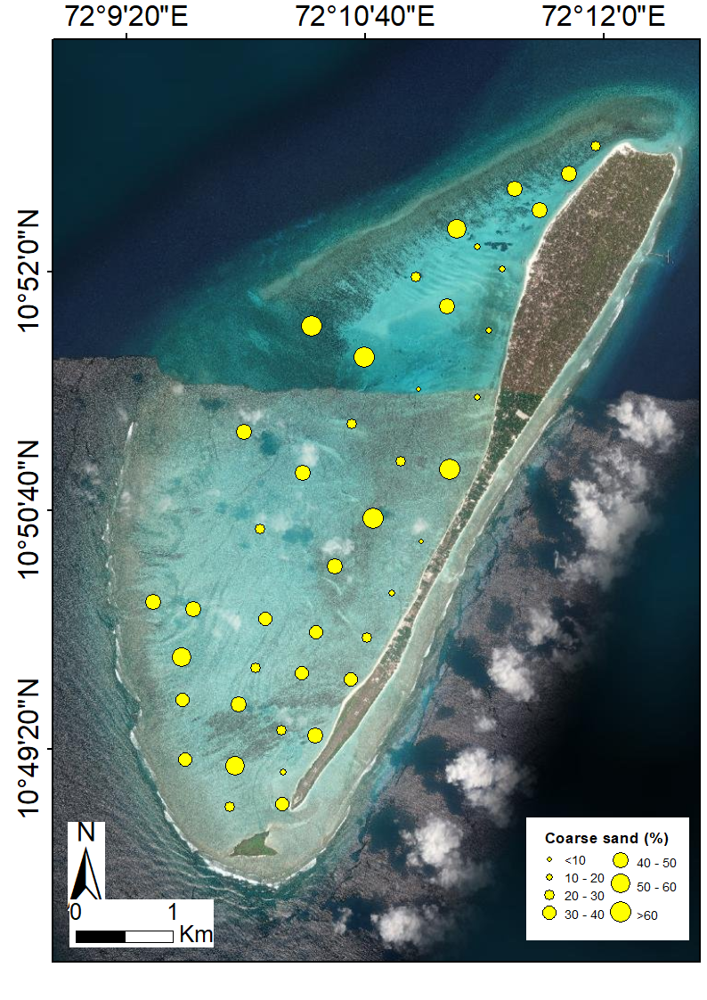 72°9'20"E 72°10'40"E 72°12'0"E
10°52'0"N
10°50'40"N
10°49'20"N
N
0 1
Km
Coarse sand (%)
<10 40 - 50
10 - 20 50 - 60
20 - 30
30 - 40 >60